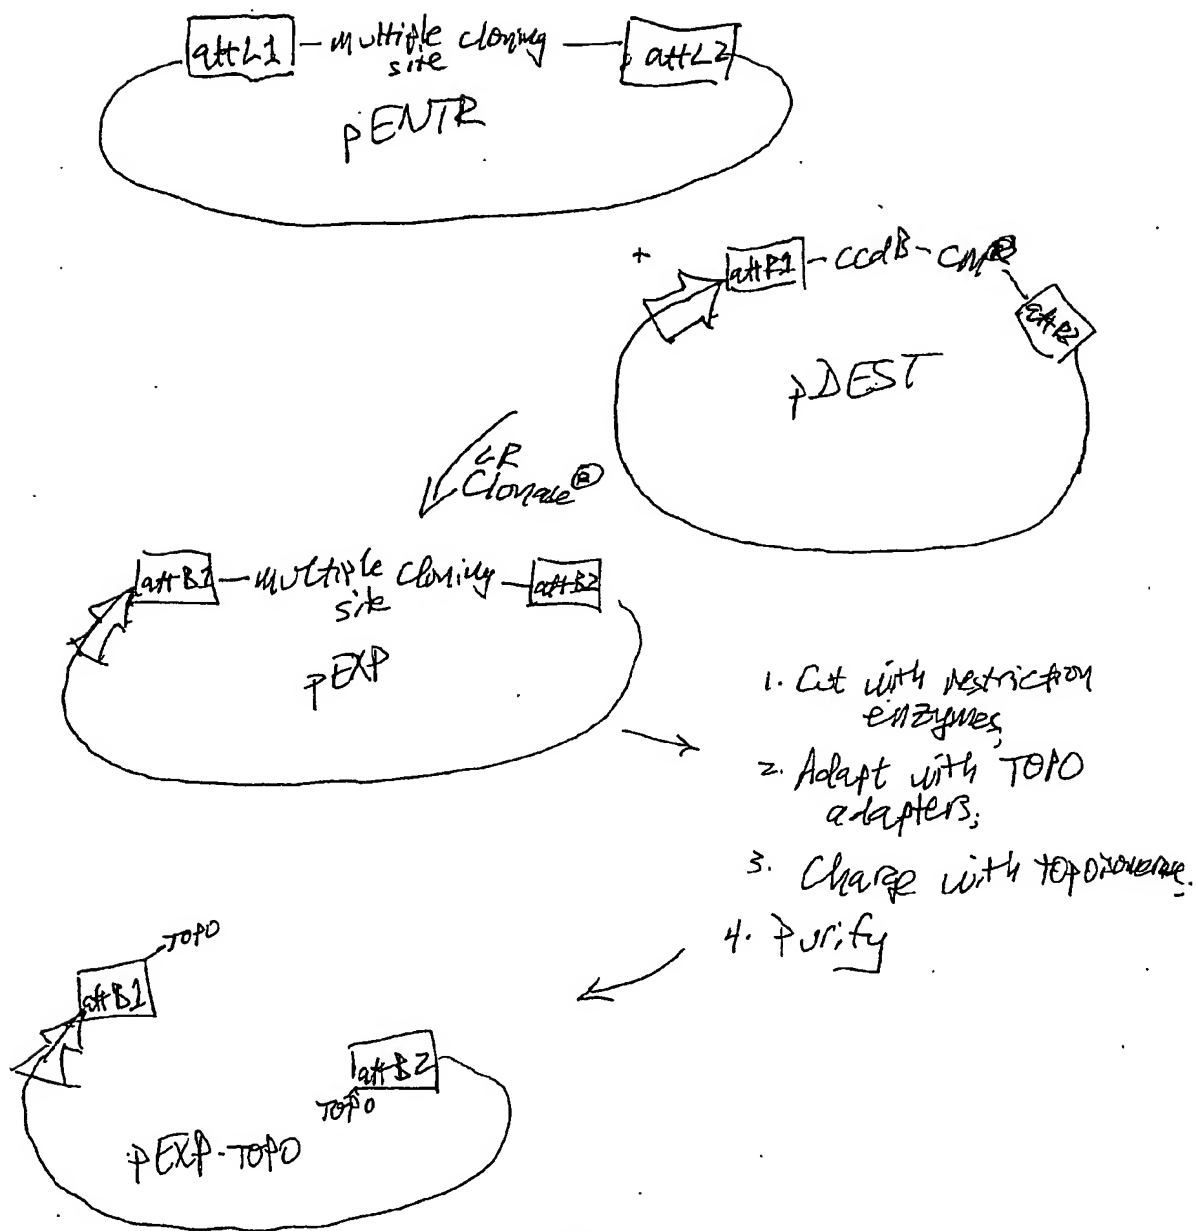 attL1 - multiple cloning site - attL2
pENTR
+
attR1 - ccdB - CmR
attR2
pDEST
LR
Clonase®
attB1 - multiple cloning site - attB2
pEXP
1. Cut with restriction
enzymes;
2. Adapt with TOPO
adapters;
3. Charge with topoisomerase.
4. Purify
TOPO
attB1
attB2
TOPO
pEXP-TOPO